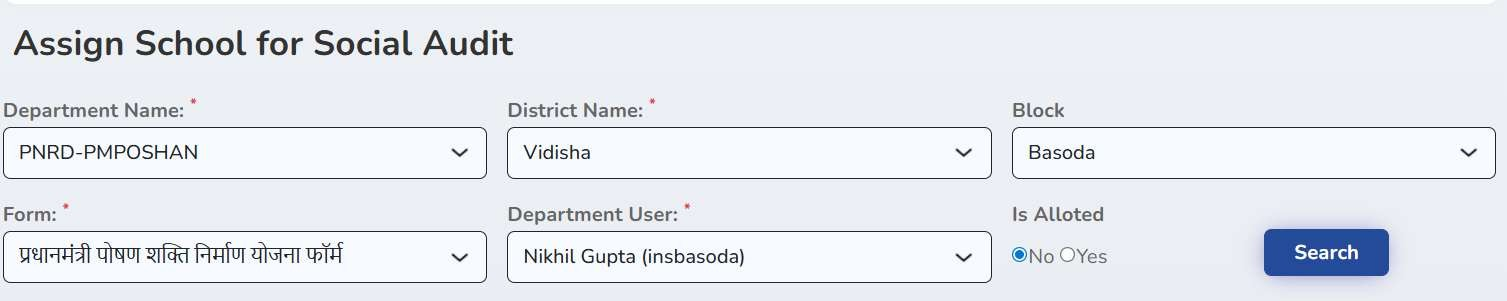 Assign School for Social Audit
Department Name: * District Name: * Block
PNRD-PMPOSHAN Vidisha Basoda
Form: * Department User: * Is Alloted
प्रधानमंत्री पोषण शक्ति निर्माण योजना फॉर्म Nikhil Gupta (insbasoda) No Yes Search